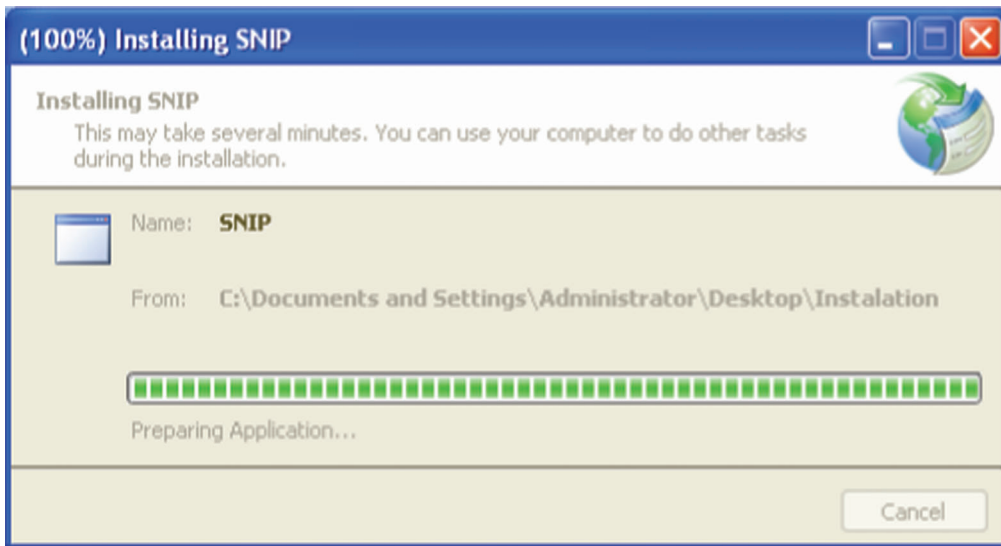 (100%) Installing SNIP
Installing SNIP
This may take several minutes. You can use your computer to do other tasks
during the installation.
Name: SNIP
From: C:\Documents and Settings\Administrator\Desktop\Instalation
Preparing Application...
Cancel